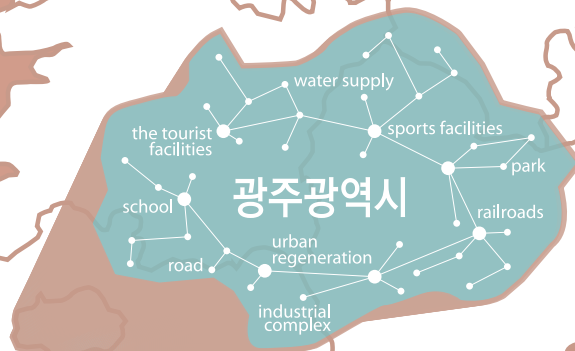 water supply
the tourist
facilities
sports facilities
park
광주광역시
school
railroads
urban
regeneration
road
industrial
complex